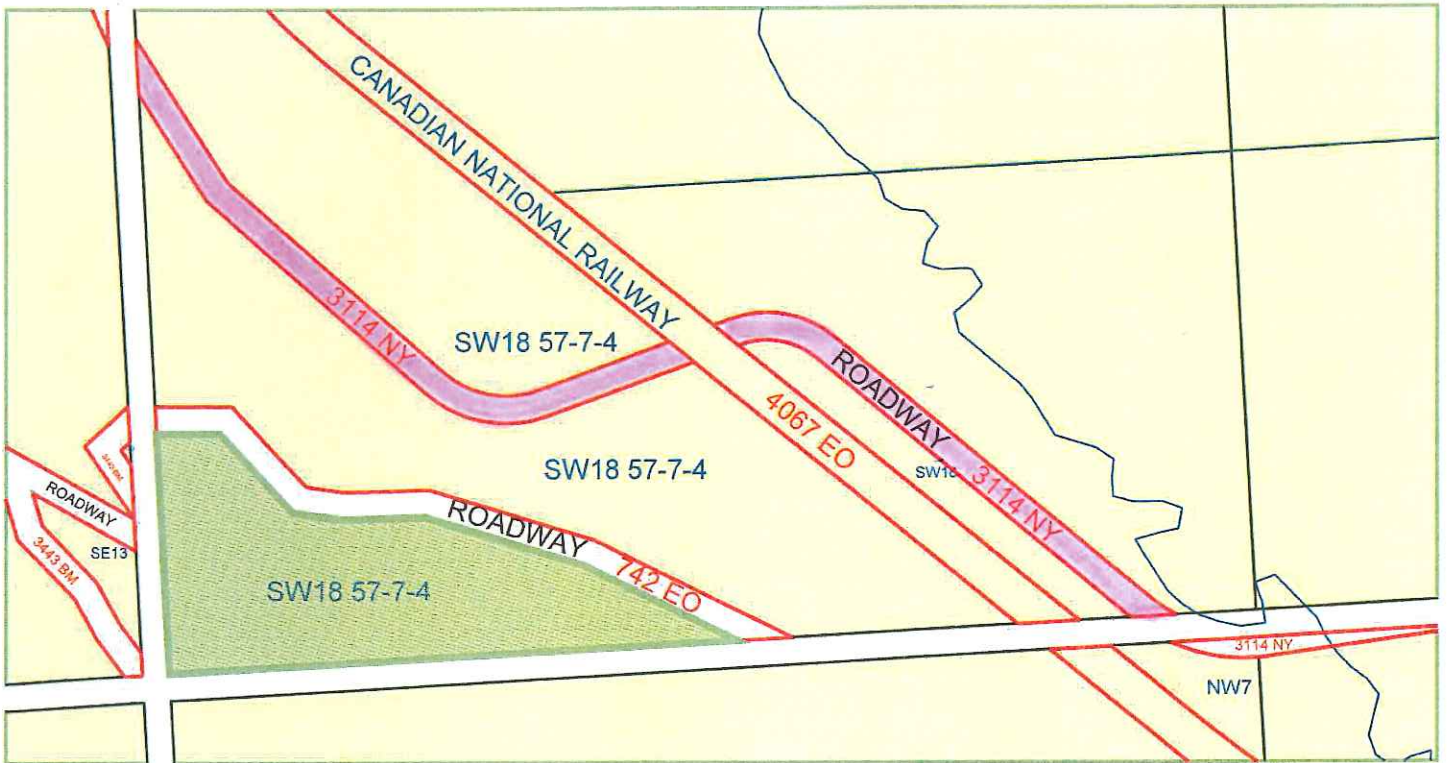 CANADIAN NATIONAL RAILWAY
3114 NY
SW18 57-7-4
ROADWAY
4067 EO
SW18 57-7-4
3114 NY
ROADWAY
SE13
3443 BM
ROADWAY
742 EO
SW18 57-7-4
3114 NY
NW7